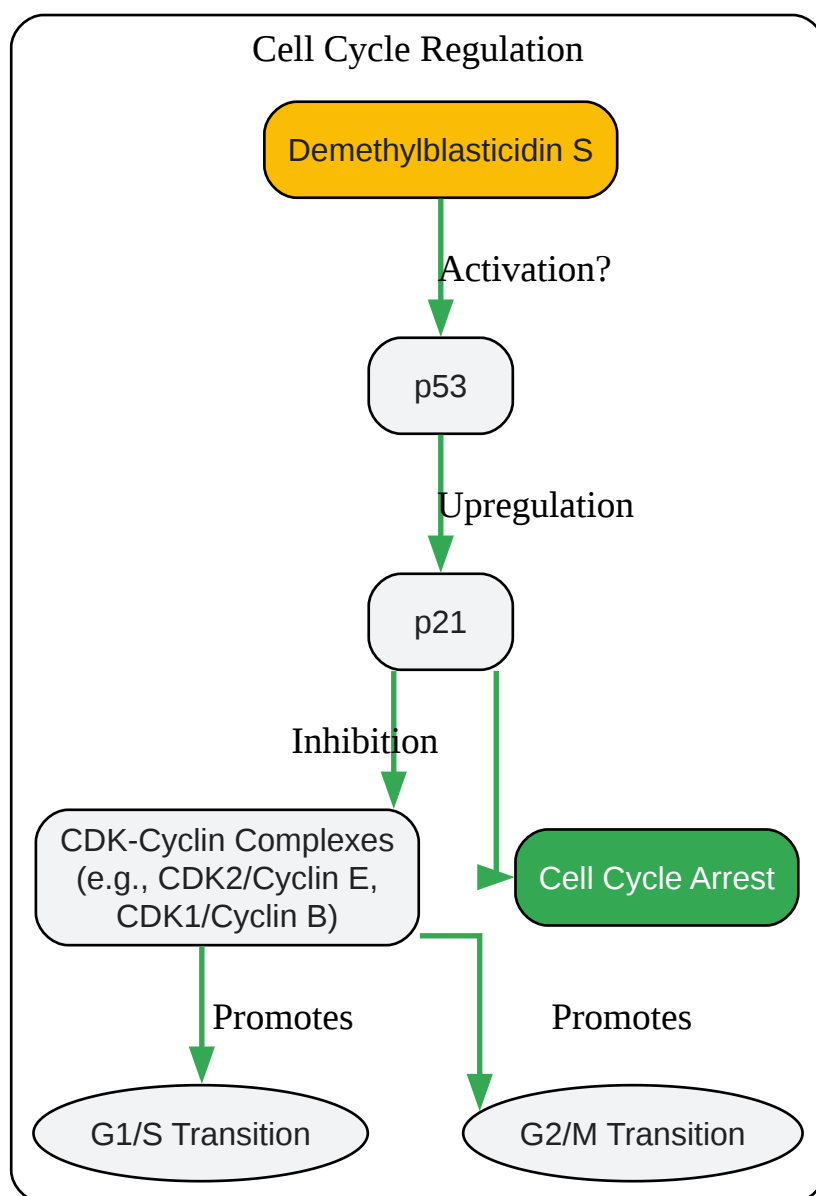 Cell Cycle Regulation
Demethylblasticidin S
Activation?
p53
Upregulation
p21
Inhibition
CDK-Cyclin Complexes
(e.g., CDK2/Cyclin E,
CDK1/Cyclin B)
Cell Cycle Arrest
Promotes
Promotes
G1/S Transition
G2/M Transition